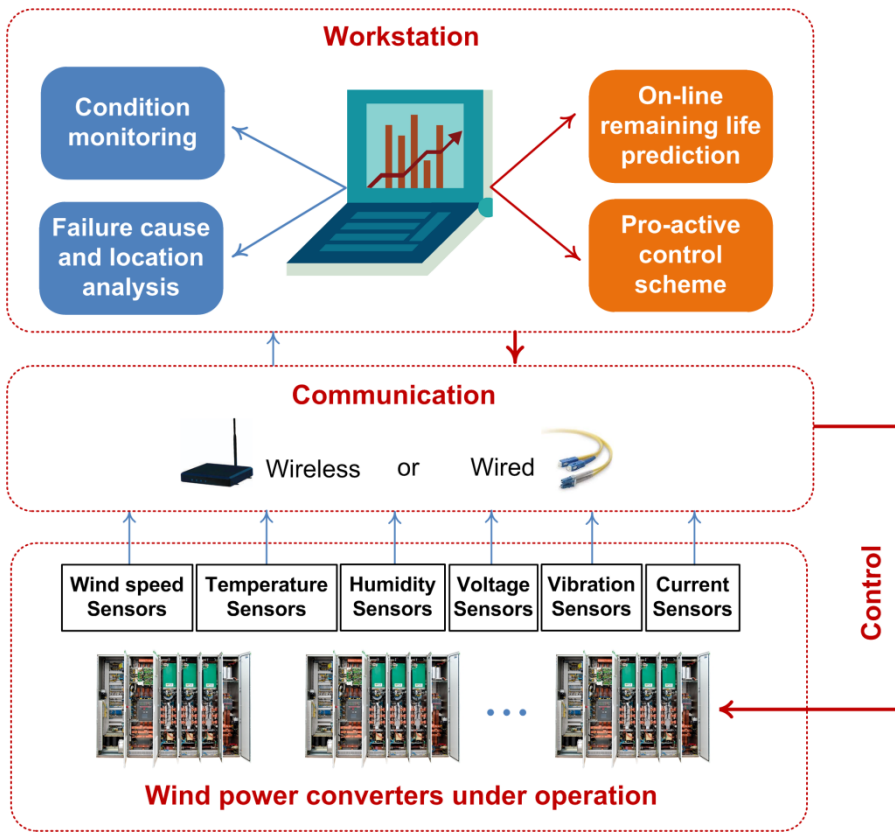 Workstation
Condition
monitoring
On-line
remaining life
prediction
Failure cause
and location
analysis
Pro-active
control
scheme
Communication
Wireless or Wired
Control
Wind speed
Sensors
Temperature
Sensors
Humidity
Sensors
Voltage
Sensors
Vibration
Sensors
Current
Sensors
Wind power converters under operation